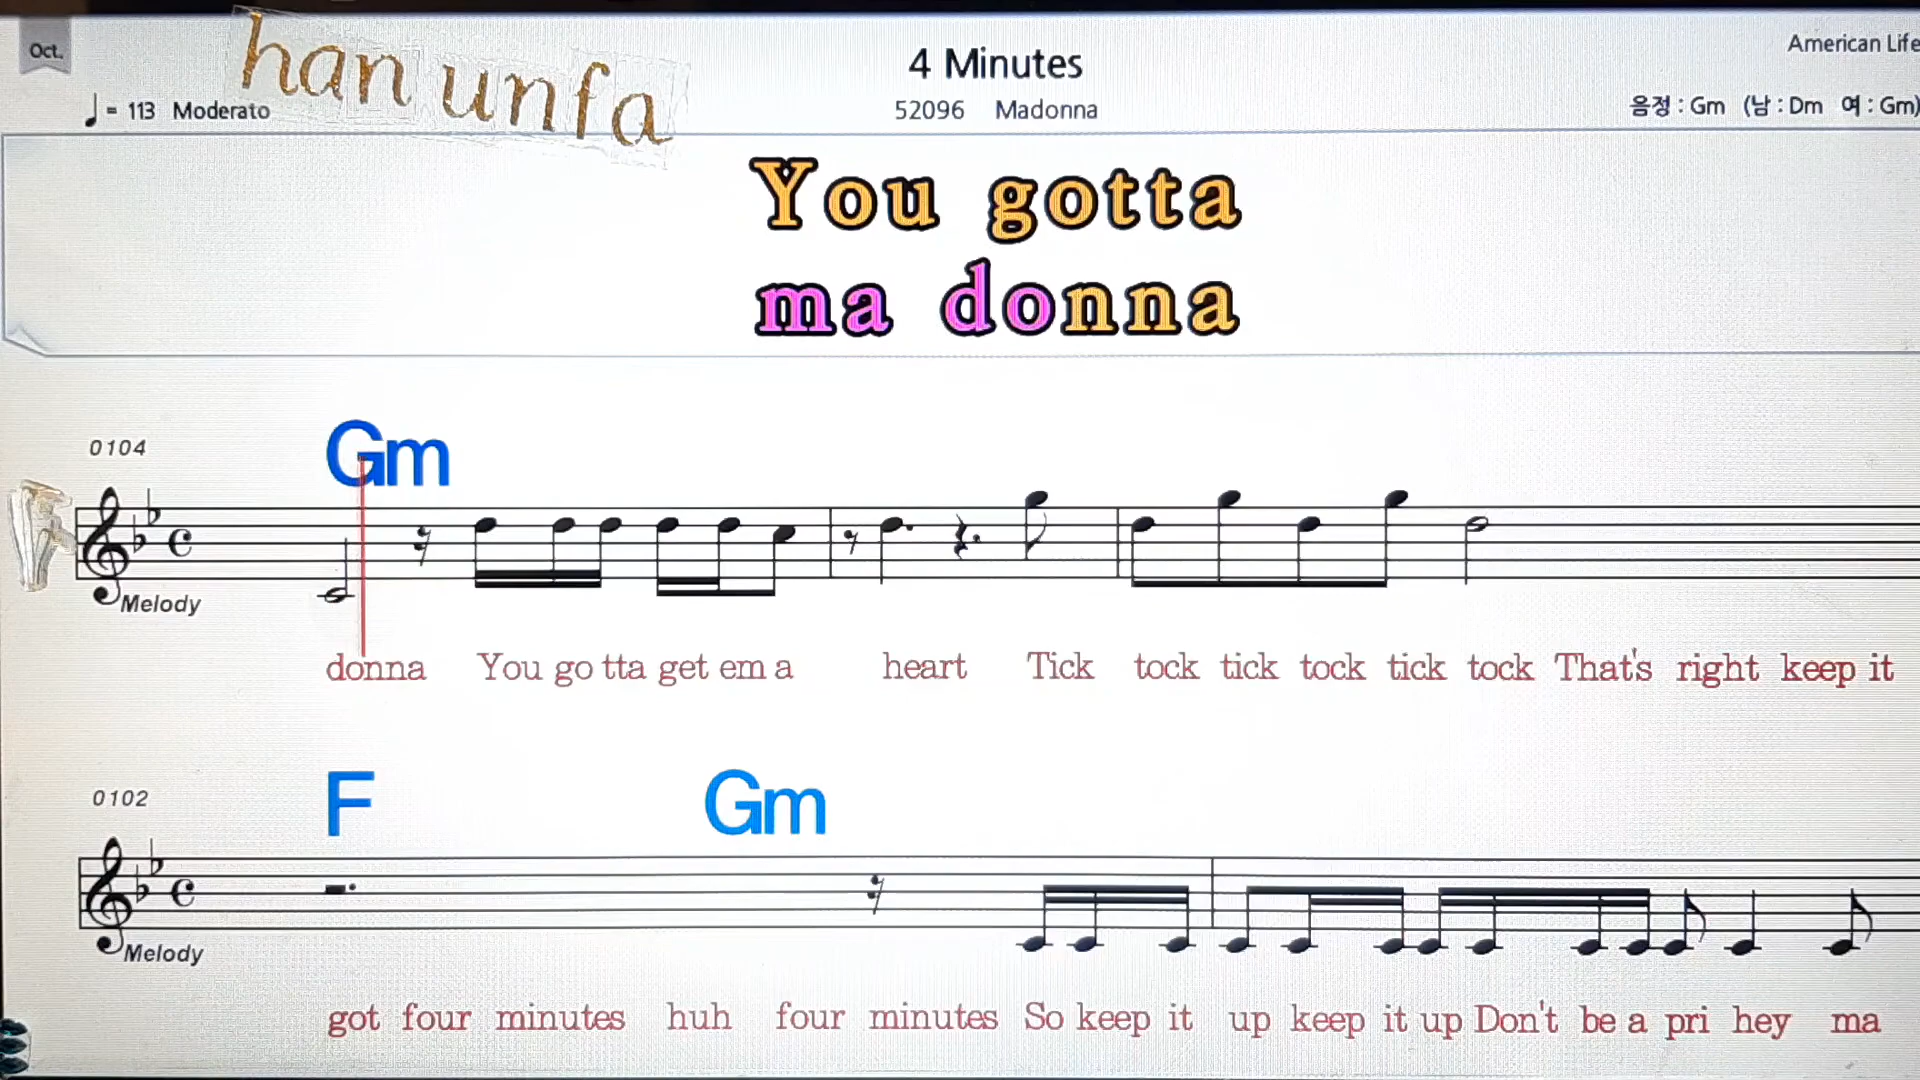 Oct.
han unfa
4 Minutes
American Life
♩ = 113 Moderato
52096 Madonna
음정 : Gm (남 : Dm 여 : Gm)
You gotta
ma donna
Gm
0104
Melody
donna You go tta get em a heart Tick tock tick tock tick tock That's right keep it
F Gm
0102
Melody
got four minutes huh four minutes So keep it up keep it up Don't be a pri hey ma